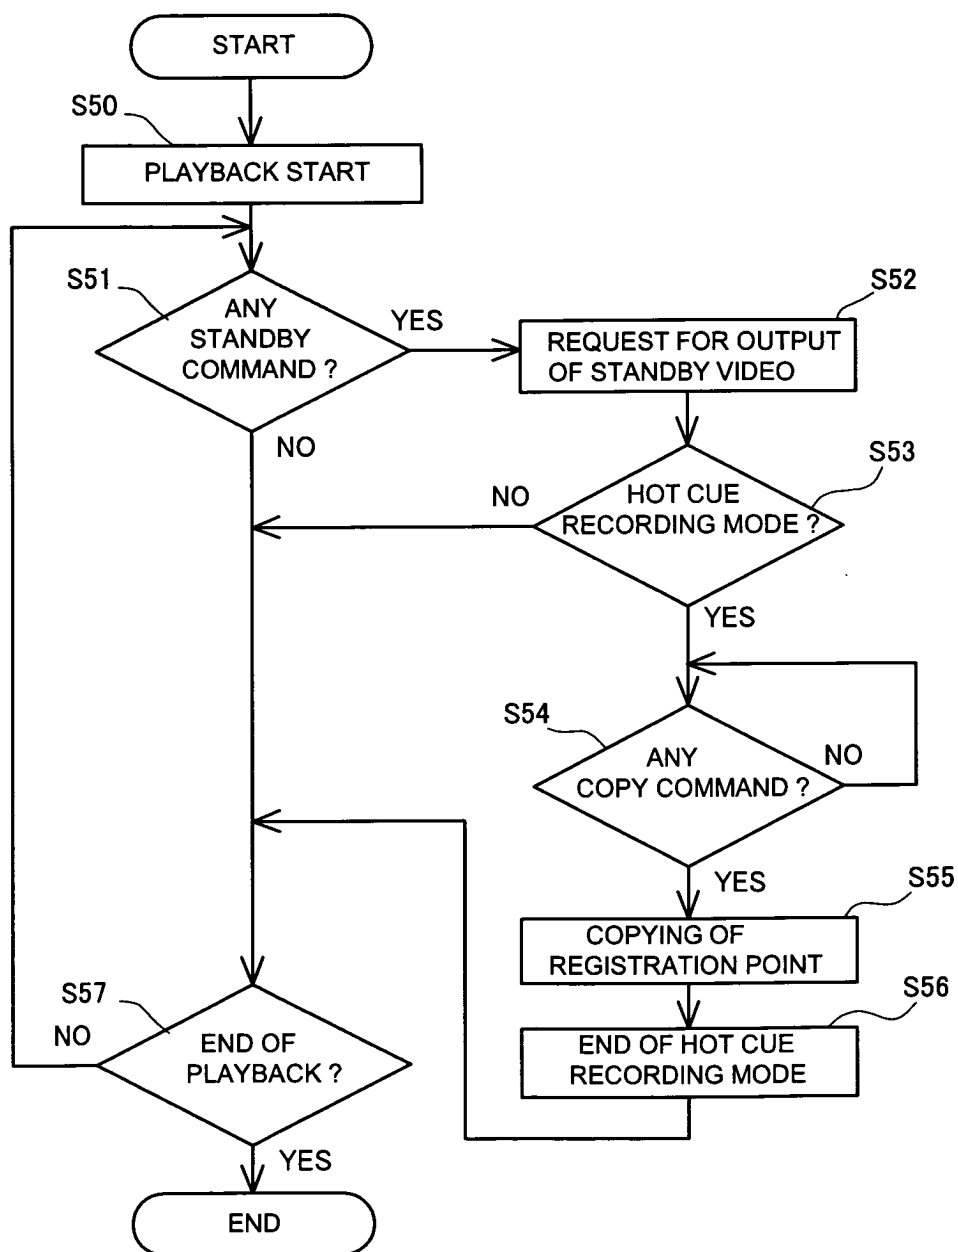 START
S50
PLAYBACK START
S51
ANY
STANDBY
COMMAND ?
YES
NO
S52
REQUEST FOR OUTPUT
OF STANDBY VIDEO
S53
HOT CUE
RECORDING MODE ?
NO
YES
S54
ANY
COPY COMMAND ?
NO
YES
S55
COPYING OF
REGISTRATION POINT
S56
END OF HOT CUE
RECORDING MODE
S57
END OF
PLAYBACK ?
NO
YES
END